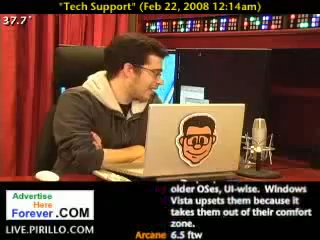 "Tech Support" (Feb 22, 2008 12:14am)
37.7°
older OSes, UI-wise. Windows
Vista upsets them because it
takes them out of their comfort
zone.
Arcane 6.5 ftw
Advertise
Here
Forever .COM
LIVE.PIRILLO.COM